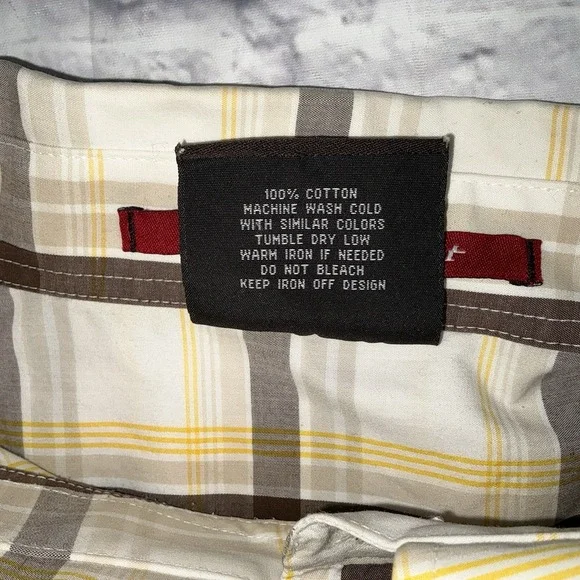 100% COTTON
MACHINE WASH COLD
WITH SIMILAR COLORS
TUMBLE DRY LOW
WARM IRON IF NEEDED
DO NOT BLEACH
KEEP IRON OFF DESIGN